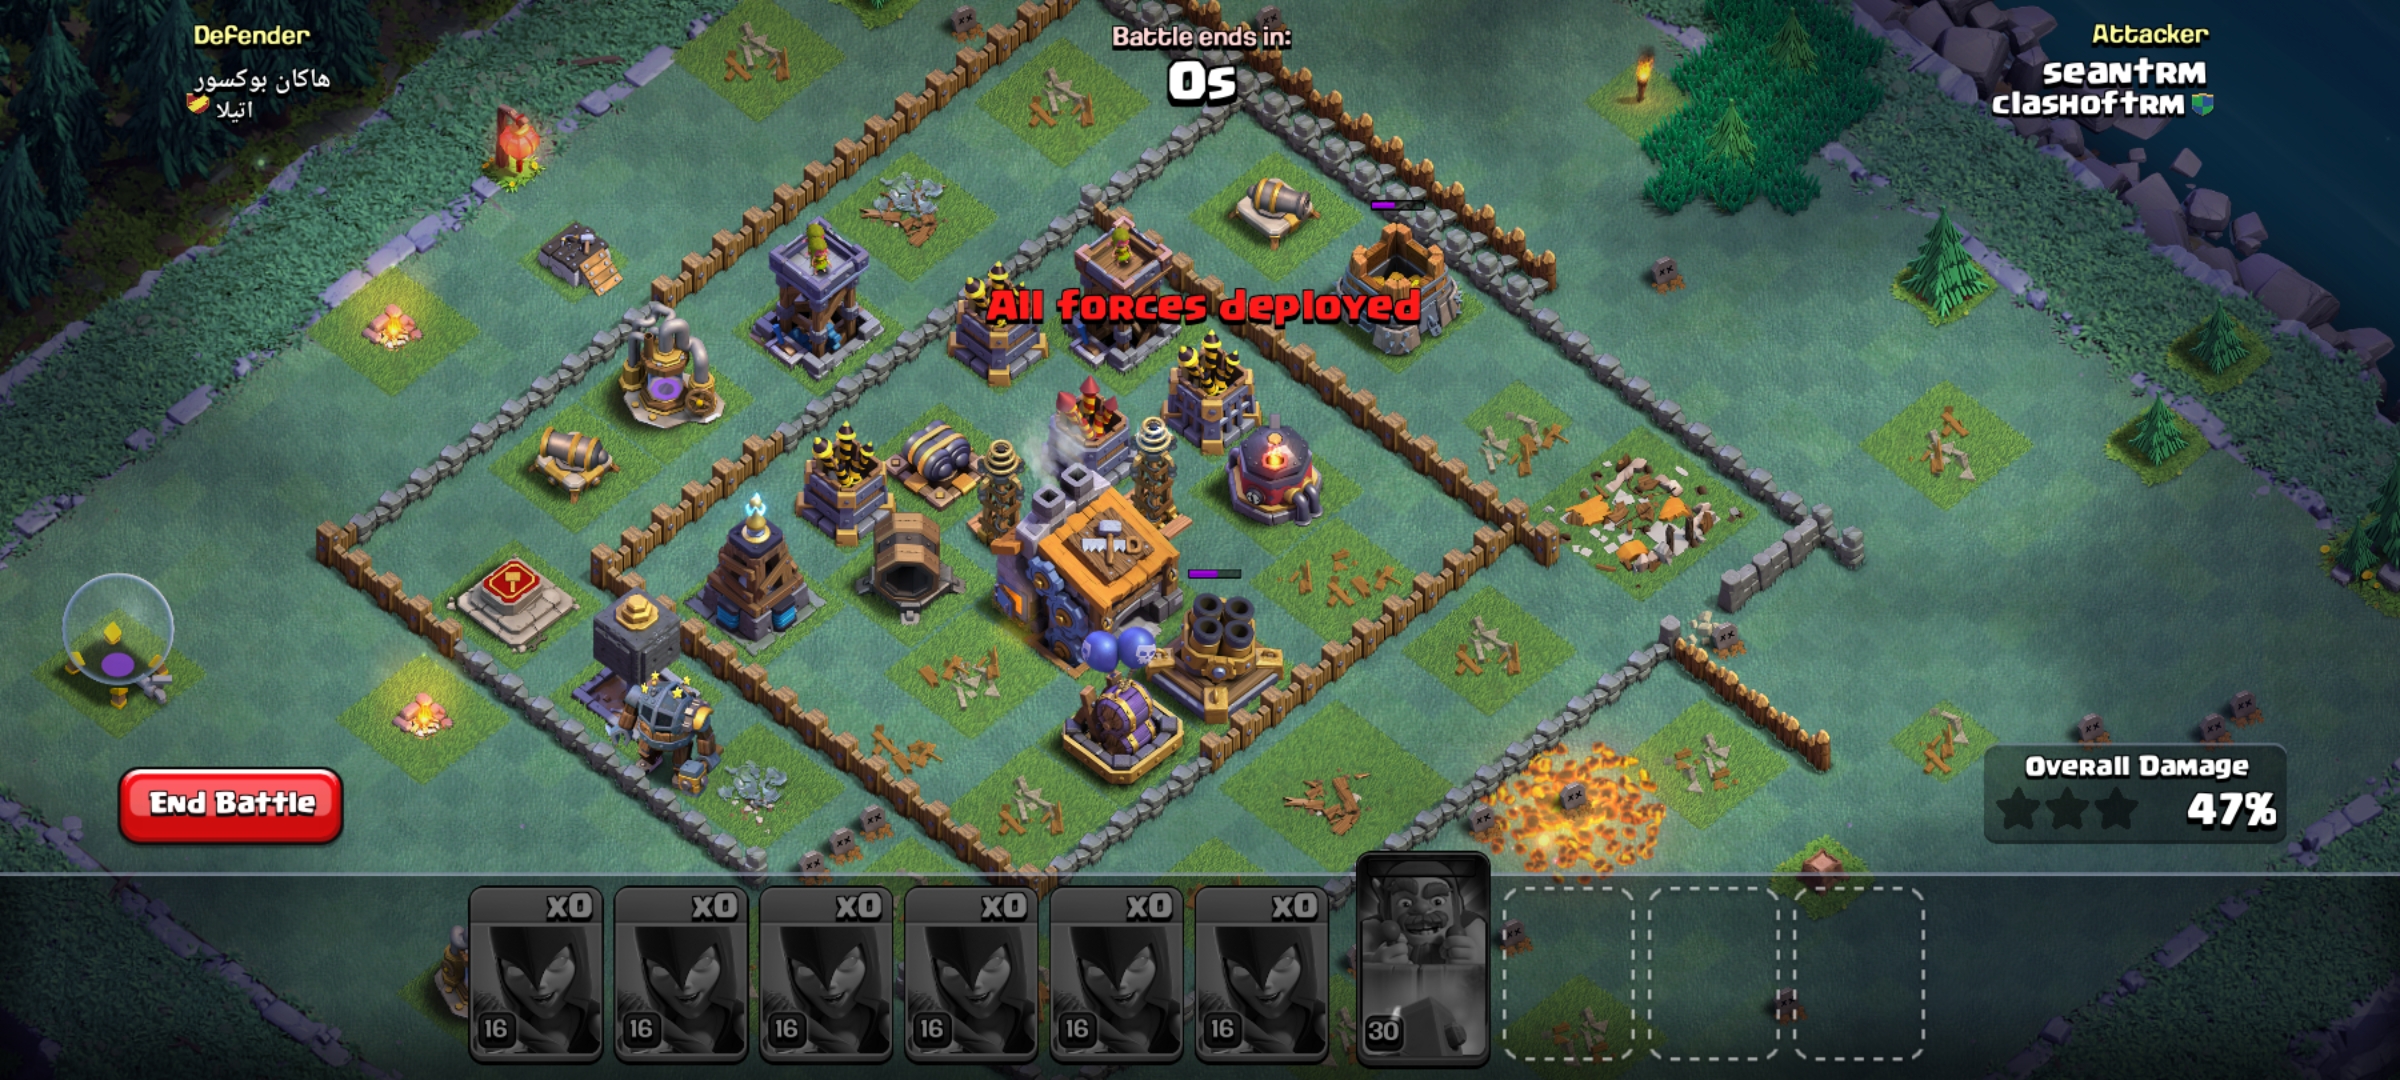 Defender
هاكان بوكسور
اتيلا
Battle ends in:
0s
Attacker
seantRM
clashoftRM
All forces deployed
End Battle
Overall Damage
47%
x0
x0
x0
x0
x0
x0
16
16
16
16
16
16
30